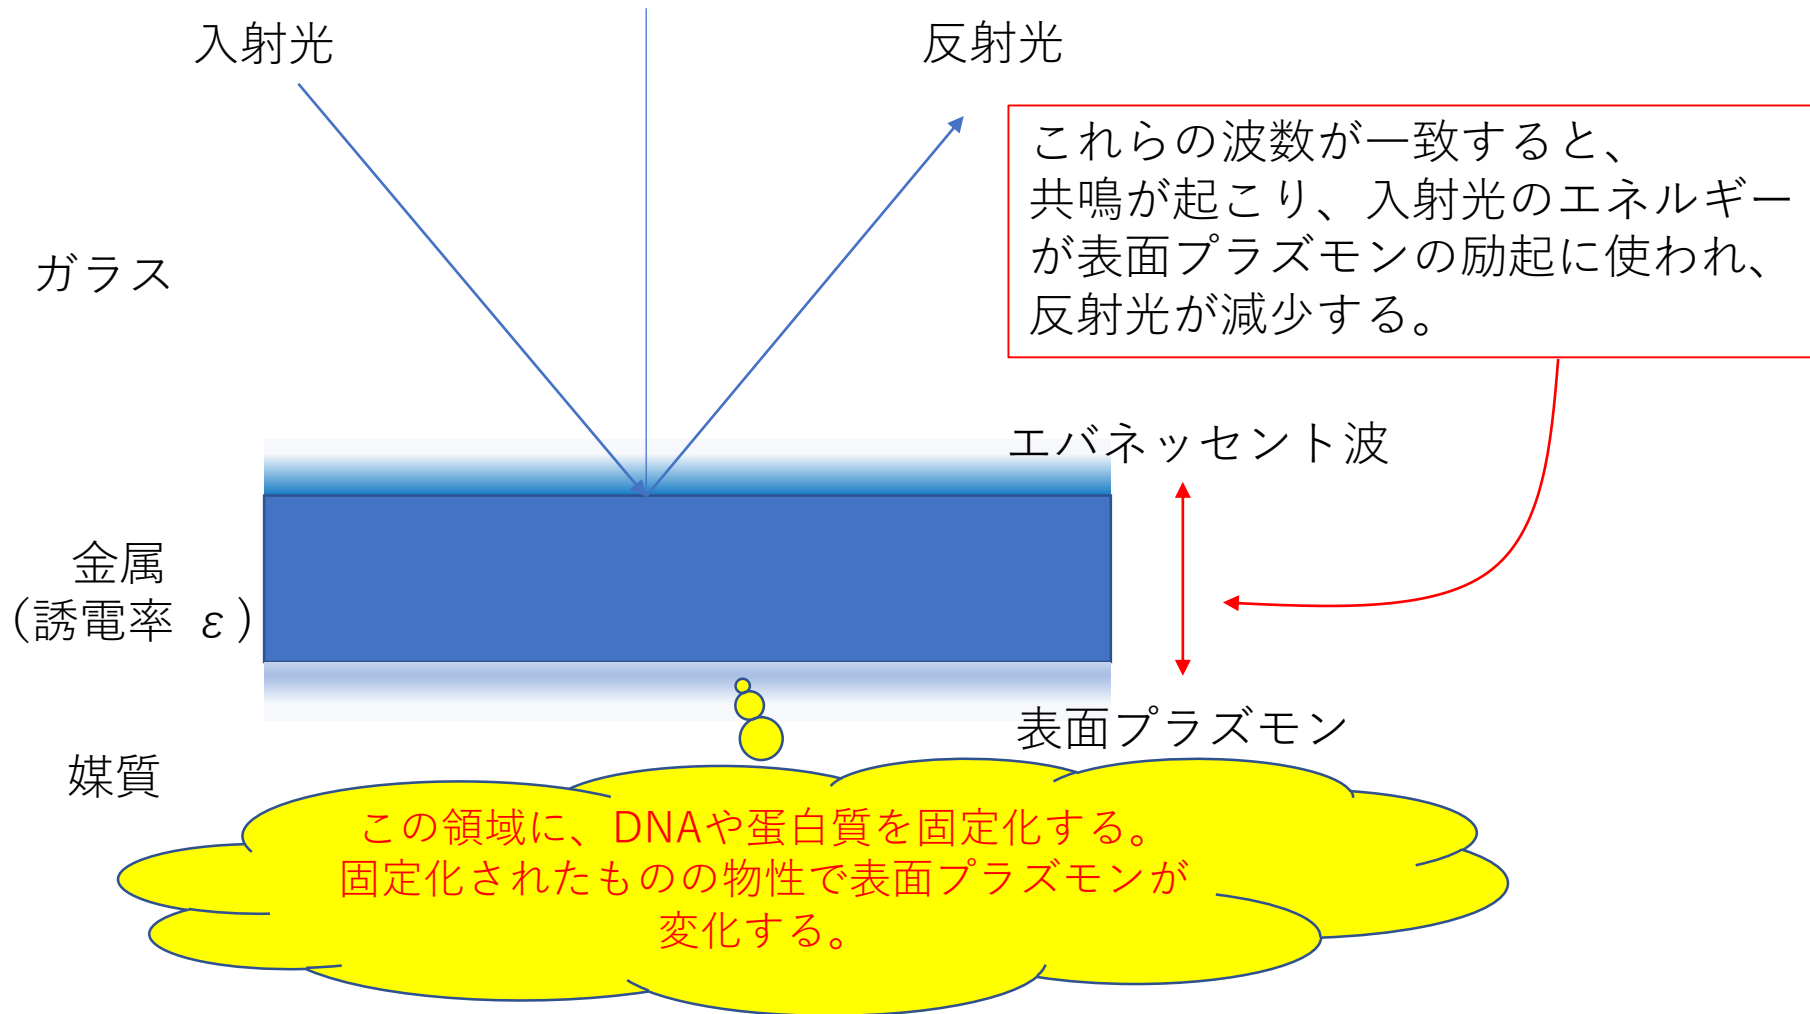 入射光
反射光
これらの波数が一致すると、
共鳴が起こり、入射光のエネルギー
が表面プラズモンの励起に使われ、
反射光が減少する。
ガラス
エバネッセント波
金属
(誘電率 ε)
表面プラズモン
媒質
この領域に、DNAや蛋白質を固定化する。
固定化されたものの物性で表面プラズモンが
変化する。